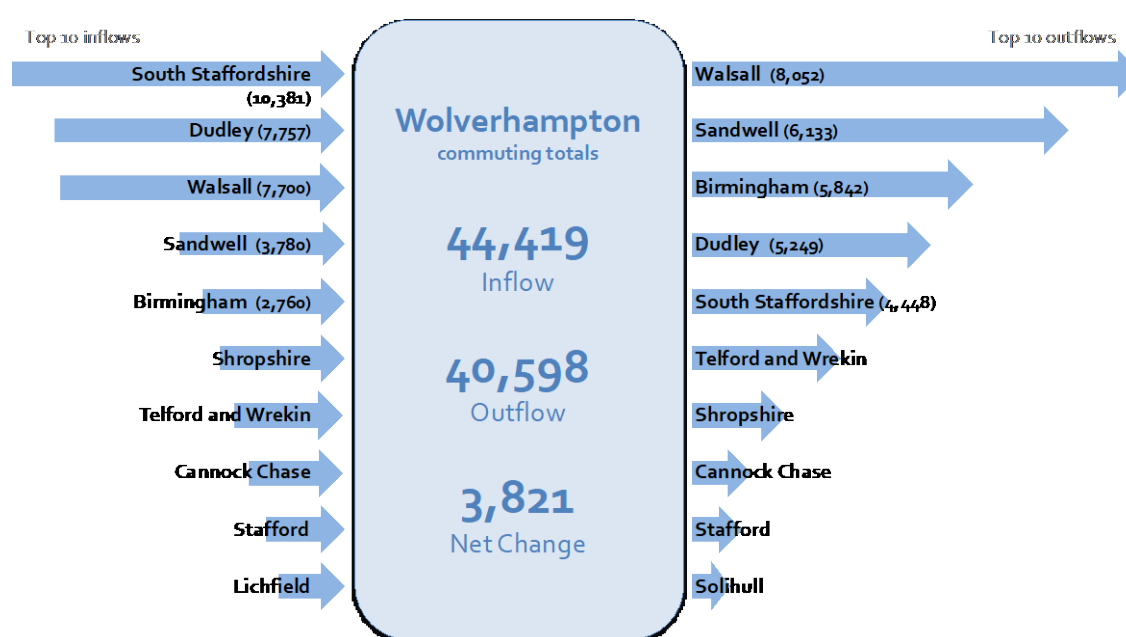 Top 10 inflows
South Staffordshire
(10,381)
Dudley (7,757)
Walsall (7,700)
Sandwell (3,780)
Birmingham (2,760)
Shropshire
Telford and Wrekin
Cannock Chase
Stafford
Lichfield
Wolverhampton
commuting totals
44,419
Inflow
40,598
Outflow
3,821
Net Change
Top 10 outflows
Walsall (8,052)
Sandwell (6,133)
Birmingham (5,842)
Dudley (5,249)
South Staffordshire (4,448)
Telford and Wrekin
Shropshire
Cannock Chase
Stafford
Solihull